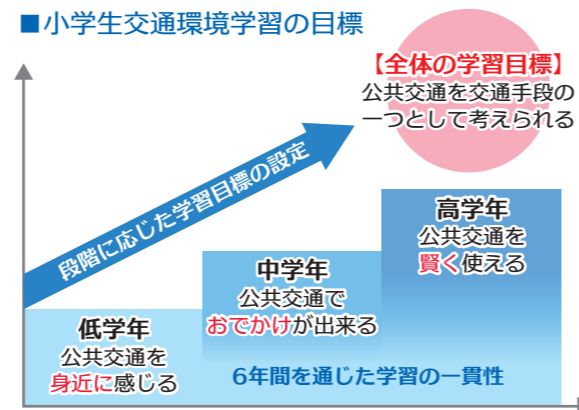 ■小学生交通環境学習の目標
【全体の学習目標】
公共交通を交通手段の
一つとして考えられる
段階に応じた学習目標の設定
高学年
公共交通を
賢く使える
中学年
公共交通で
おでかけが出来る
低学年
公共交通を
身近に感じる
6年間を通じた学習の一貫性